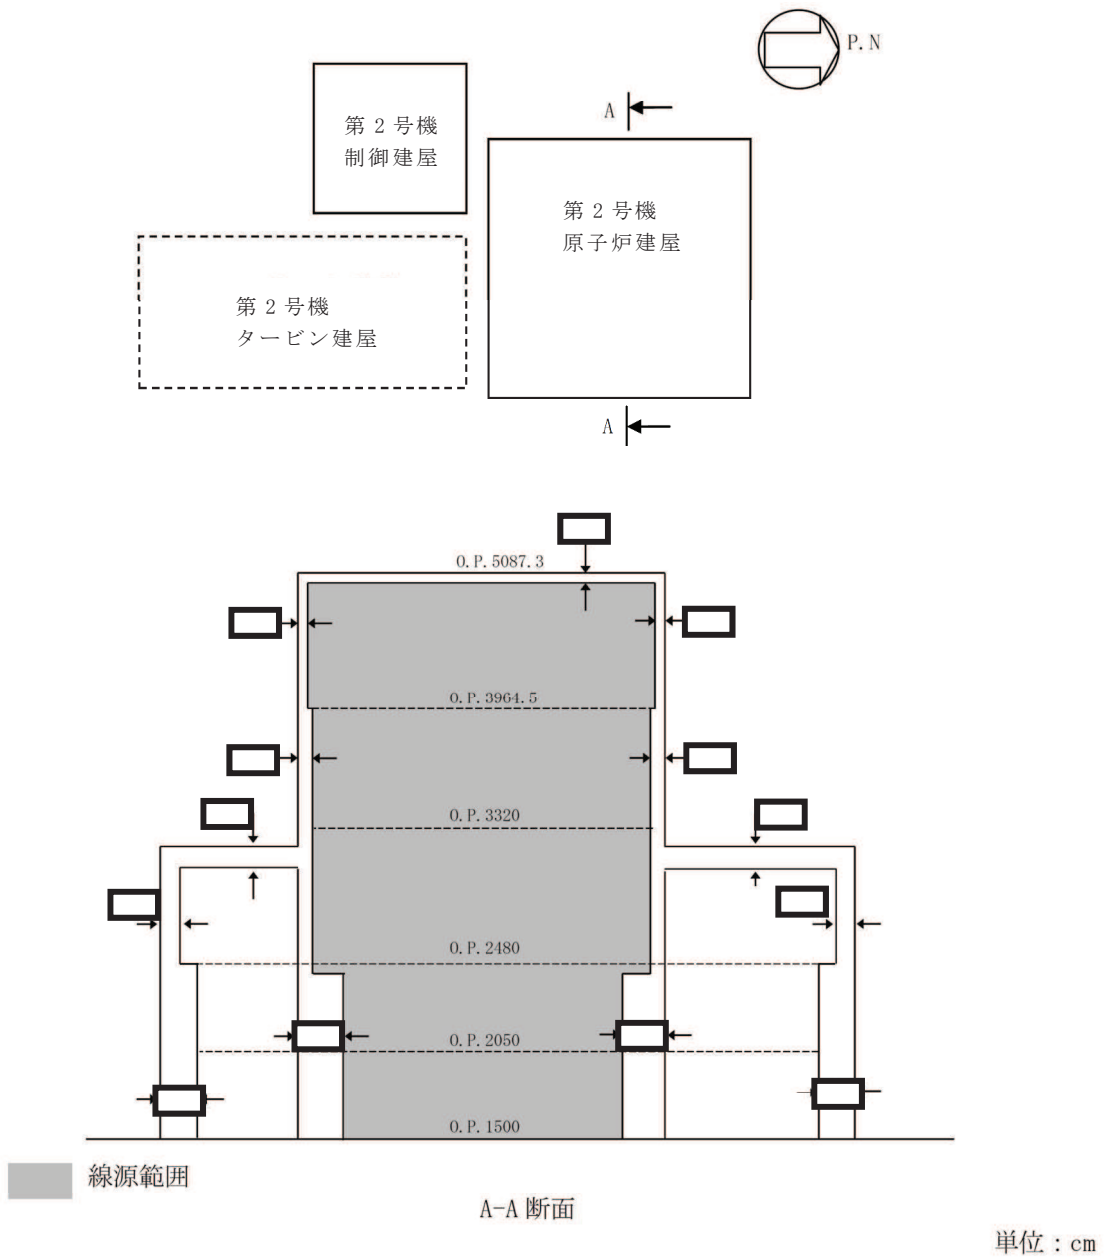 P.N
A
第2号機
制御建屋
第2号機
原子炉建屋
第2号機
タービン建屋
A
O.P.5087.3
O.P.3964.5
O.P.3320
O.P.2480
O.P.2050
O.P.1500
線源範囲
A-A 断面
単位：cm